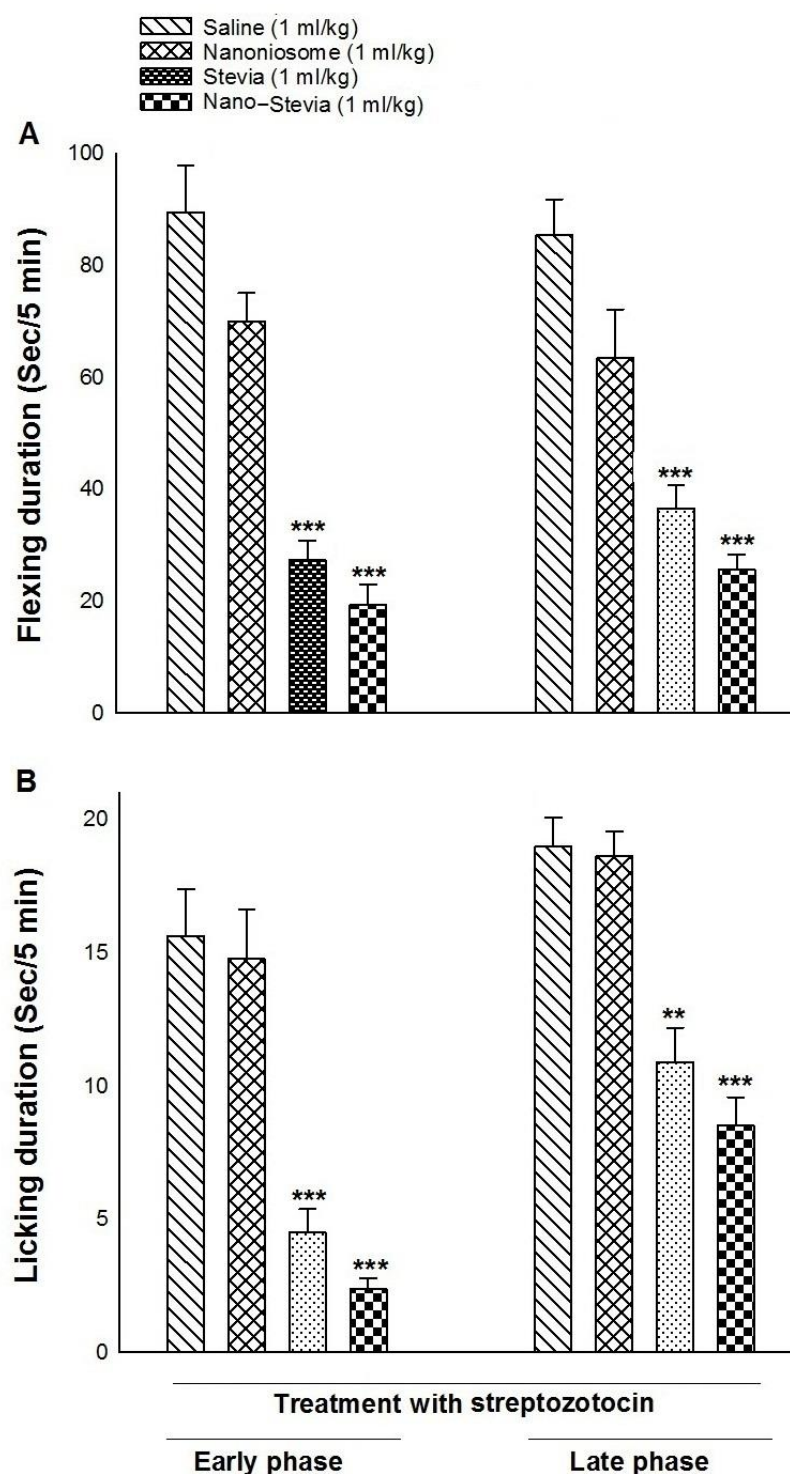 Saline (1 ml/kg)
Nanoniosome (1 ml/kg)
Stevia (1 ml/kg)
Nano–Stevia (1 ml/kg)
A
Flexing duration (Sec/5 min)
100
80
60
40
20
0
***
***
***
***
B
Licking duration (Sec/5 min)
20
15
10
5
0
***
***
**
***
Treatment with streptozotocin
Early phase
Late phase